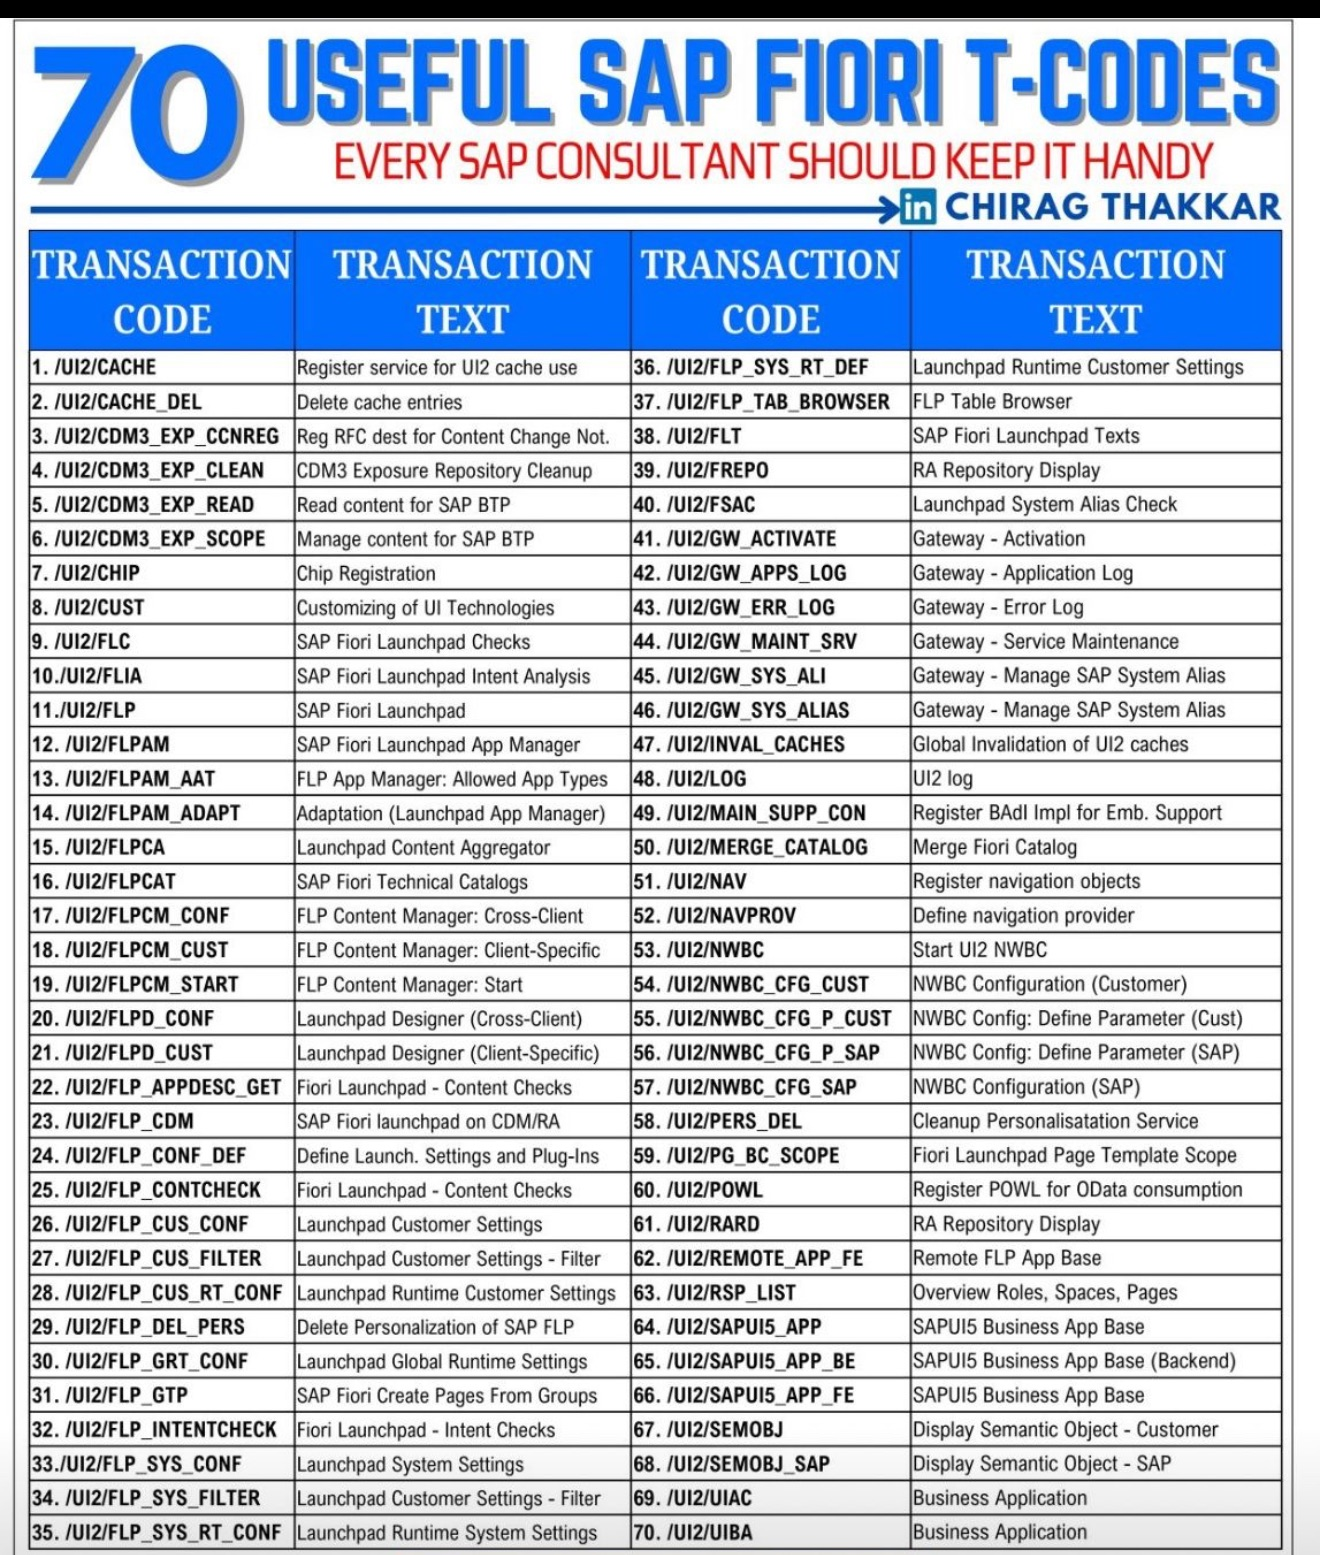 70 USEFUL SAP FIORI T-CODES
EVERY SAP CONSULTANT SHOULD KEEP IT HANDY
in CHIRAG THAKKAR
TRANSACTION CODE TRANSACTION TEXT TRANSACTION CODE TRANSACTION TEXT
1. /UI2/CACHE Register service for UI2 cache use 36. /UI2/FLP_SYS_RT_DEF Launchpad Runtime Customer Settings
2. /UI2/CACHE_DEL Delete cache entries 37. /UI2/FLP_TAB_BROWSER FLP Table Browser
3. /UI2/CDM3_EXP_CCNREG Reg RFC dest for Content Change Not. 38. /UI2/FLT SAP Fiori Launchpad Texts
4. /UI2/CDM3_EXP_CLEAN CDM3 Exposure Repository Cleanup 39. /UI2/FREPO RA Repository Display
5. /UI2/CDM3_EXP_READ Read content for SAP BTP 40. /UI2/FSAC Launchpad System Alias Check
6. /UI2/CDM3_EXP_SCOPE Manage content for SAP BTP 41. /UI2/GW_ACTIVATE Gateway - Activation
7. /UI2/CHIP Chip Registration 42. /UI2/GW_APPS_LOG Gateway - Application Log
8. /UI2/CUST Customizing of UI Technologies 43. /UI2/GW_ERR_LOG Gateway - Error Log
9. /UI2/FLC SAP Fiori Launchpad Checks 44. /UI2/GW_MAINT_SRV Gateway - Service Maintenance
10./UI2/FLIA SAP Fiori Launchpad Intent Analysis 45. /UI2/GW_SYS_ALI Gateway - Manage SAP System Alias
11./UI2/FLP SAP Fiori Launchpad 46. /UI2/GW_SYS_ALIAS Gateway - Manage SAP System Alias
12. /UI2/FLPAM SAP Fiori Launchpad App Manager 47. /UI2/INVAL_CACHES Global Invalidation of UI2 caches
13. /UI2/FLPAM_AAT FLP App Manager: Allowed App Types 48. /UI2/LOG UI2 log
14. /UI2/FLPAM_ADAPT Adaptation (Launchpad App Manager) 49. /UI2/MAIN_SUPP_CON Register BAdI Impl for Emb. Support
15. /UI2/FLPCA Launchpad Content Aggregator 50. /UI2/MERGE_CATALOG Merge Fiori Catalog
16. /UI2/FLPCAT SAP Fiori Technical Catalogs 51. /UI2/NAV Register navigation objects
17. /UI2/FLPCM_CONF FLP Content Manager: Cross-Client 52. /UI2/NAVPROV Define navigation provider
18. /UI2/FLPCM_CUST FLP Content Manager: Client-Specific 53. /UI2/NWBC Start UI2 NWBC
19. /UI2/FLPCM_START FLP Content Manager: Start 54. /UI2/NWBC_CFG_CUST NWBC Configuration (Customer)
20. /UI2/FLPD_CONF Launchpad Designer (Cross-Client) 55. /UI2/NWBC_CFG_P_CUST NWBC Config: Define Parameter (Cust)
21. /UI2/FLPD_CUST Launchpad Designer (Client-Specific) 56. /UI2/NWBC_CFG_P_SAP NWBC Config: Define Parameter (SAP)
22. /UI2/FLP_APPDESC_GET Fiori Launchpad - Content Checks 57. /UI2/NWBC_CFG_SAP NWBC Configuration (SAP)
23. /UI2/FLP_CDM SAP Fiori launchpad on CDM/RA 58. /UI2/PERS_DEL Cleanup Personalisatation Service
24. /UI2/FLP_CONF_DEF Define Launch. Settings and Plug-Ins 59. /UI2/PG_BC_SCOPE Fiori Launchpad Page Template Scope
25. /UI2/FLP_CONTCHECK Fiori Launchpad - Content Checks 60. /UI2/POWL Register POWL for OData consumption
26. /UI2/FLP_CUS_CONF Launchpad Customer Settings 61. /UI2/RARD RA Repository Display
27. /UI2/FLP_CUS_FILTER Launchpad Customer Settings - Filter 62. /UI2/REMOTE_APP_FE Remote FLP App Base
28. /UI2/FLP_CUS_RT_CONF Launchpad Runtime Customer Settings 63. /UI2/RSP_LIST Overview Roles, Spaces, Pages
29. /UI2/FLP_DEL_PERS Delete Personalization of SAP FLP 64. /UI2/SAPUI5_APP SAPUI5 Business App Base
30. /UI2/FLP_GRT_CONF Launchpad Global Runtime Settings 65. /UI2/SAPUI5_APP_BE SAPUI5 Business App Base (Backend)
31. /UI2/FLP_GTP SAP Fiori Create Pages From Groups 66. /UI2/SAPUI5_APP_FE SAPUI5 Business App Base
32. /UI2/FLP_INTENTCHECK Fiori Launchpad - Intent Checks 67. /UI2/SEMOBJ Display Semantic Object - Customer
33./UI2/FLP_SYS_CONF Launchpad System Settings 68. /UI2/SEMOBJ_SAP Display Semantic Object - SAP
34. /UI2/FLP_SYS_FILTER Launchpad Customer Settings - Filter 69. /UI2/UIAC Business Application
35. /UI2/FLP_SYS_RT_CONF Launchpad Runtime System Settings 70. /UI2/UIBA Business Application